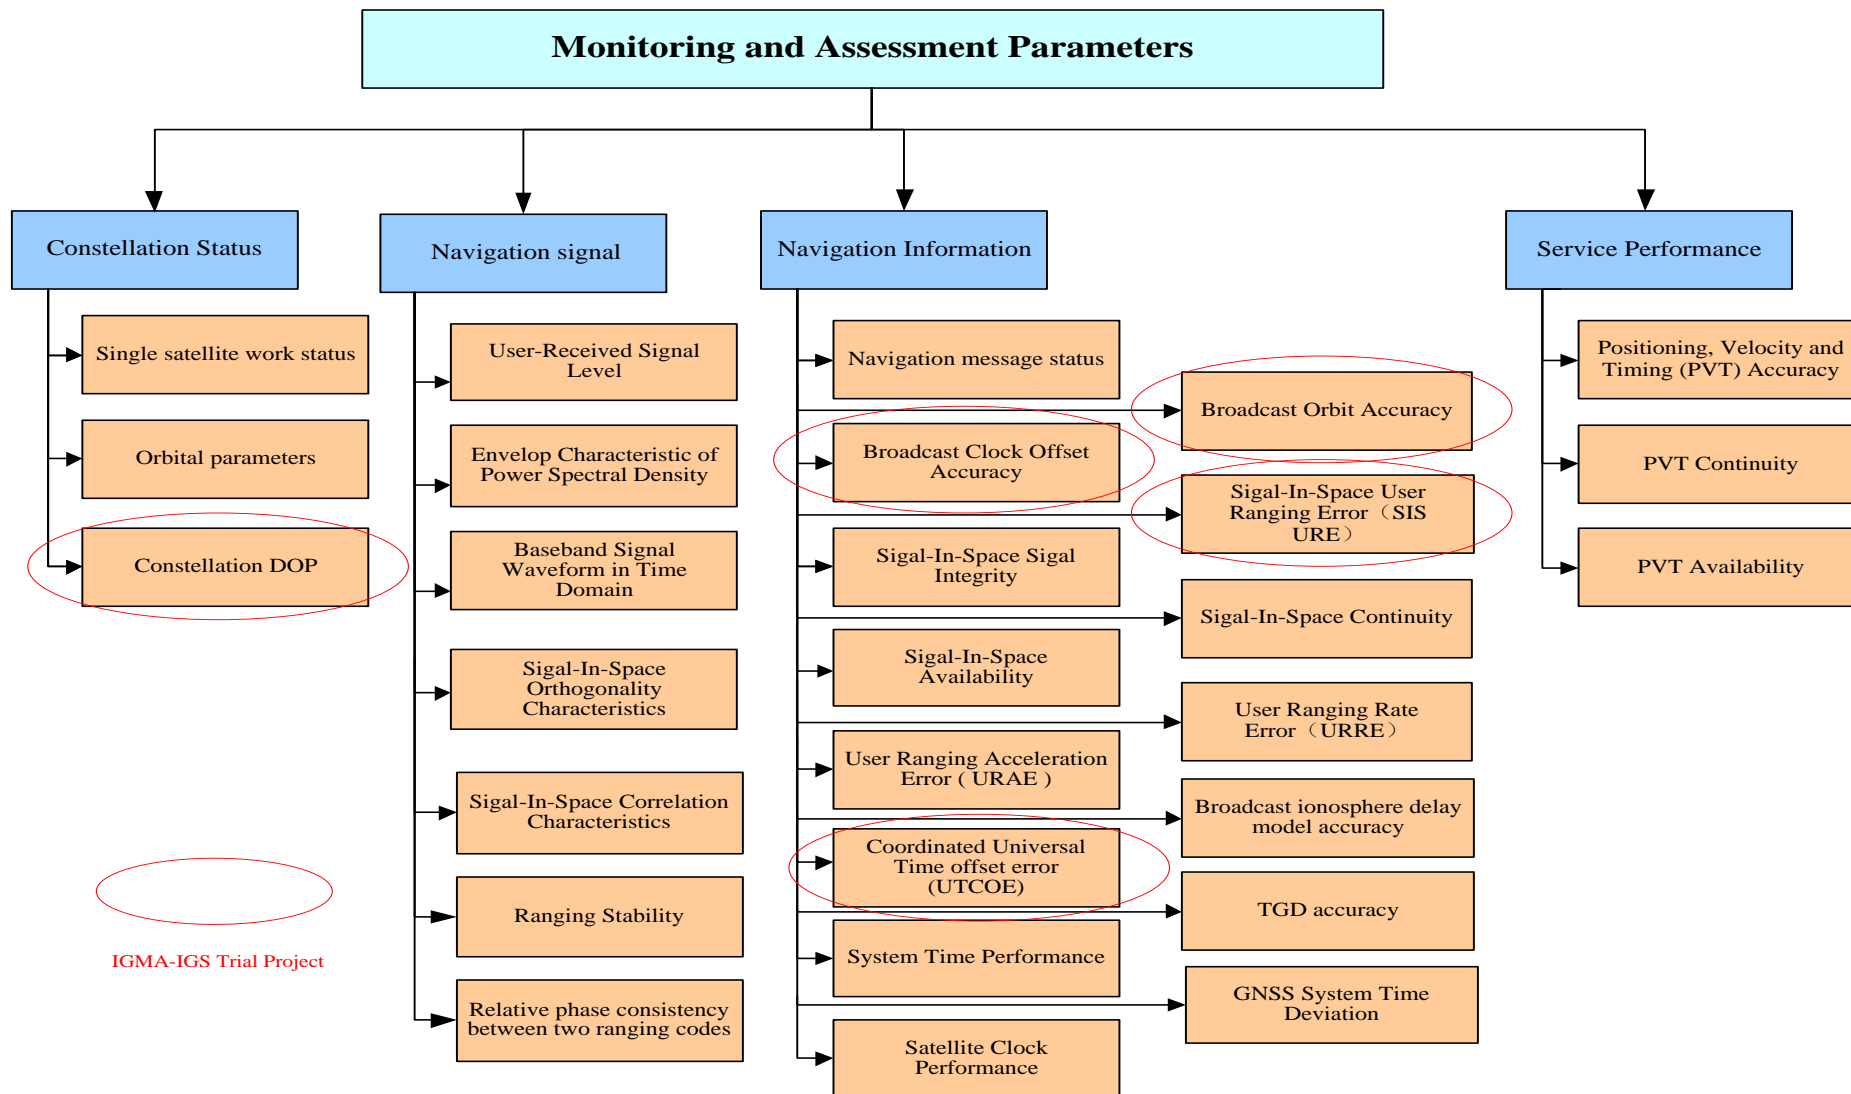 Monitoring and Assessment Parameters
Constellation Status
Single satellite work status
Orbital parameters
Constellation DOP
IGMA-IGS Trial Project
Navigation signal
User-Received Signal
Level
Envelop Characteristic of
Power Spectral Density
Baseband Signal
Waveform in Time
Domain
Sigal-In-Space
Orthogonality
Characteristics
Sigal-In-Space Correlation
Characteristics
Ranging Stability
Relative phase consistency
between two ranging codes
Navigation Information
Navigation message status
Broadcast Orbit Accuracy
Broadcast Clock Offset
Accuracy
Sigal-In-Space User
Ranging Error（SIS
URE）
Sigal-In-Space Sigal
Integrity
Sigal-In-Space Continuity
Sigal-In-Space
Availability
User Ranging Rate
Error（URRE）
User Ranging Acceleration
Error ( URAE )
Broadcast ionosphere delay
model accuracy
Coordinated Universal
Time offset error
(UTCOE)
TGD accuracy
System Time Performance
GNSS System Time
Deviation
Satellite Clock
Performance
Service Performance
Positioning, Velocity and
Timing (PVT) Accuracy
PVT Continuity
PVT Availability